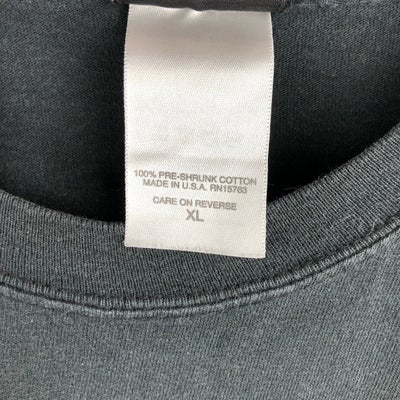 100% PRE-SHRUNK COTTON
MADE IN U.S.A. RN15763
CARE ON REVERSE
XL